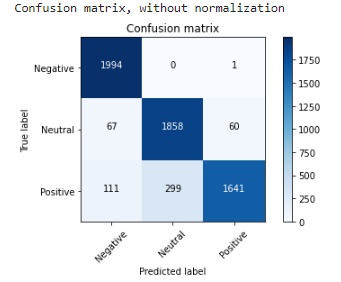 Confusion matrix, without normalization
Confusion matrix
Negative 1994 0 1
Neutral 67 1858 60
Positive 111 299 1641
True label
Negative Neutral Positive
Predicted label
1750
1500
1250
1000
750
500
250
0